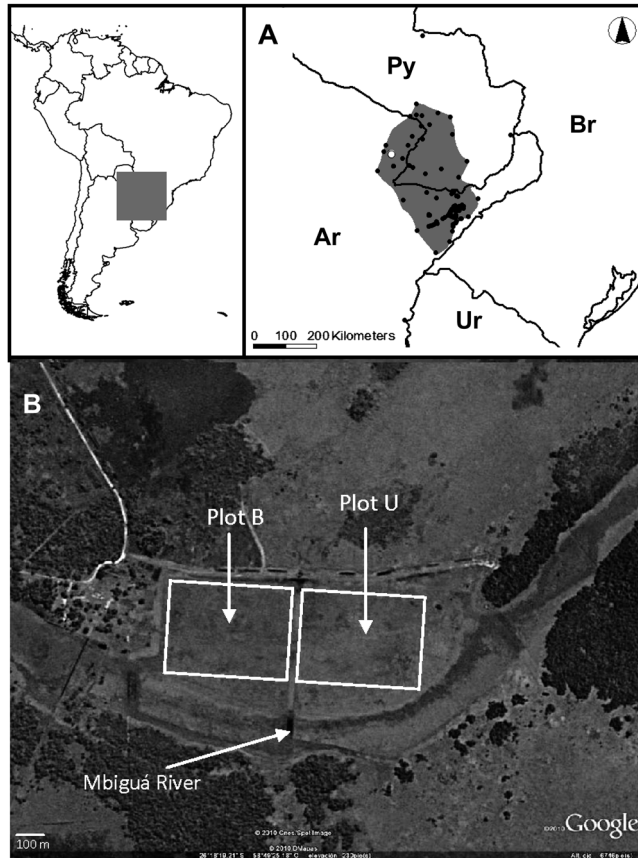 A
Py
Br
Ar
Ur
0 100 200 Kilometers
B
Plot B
Plot U
Mbiguá River
100 m
© 2010 Cnes/Spot Image
© 2010 DMapas
©2010 Google